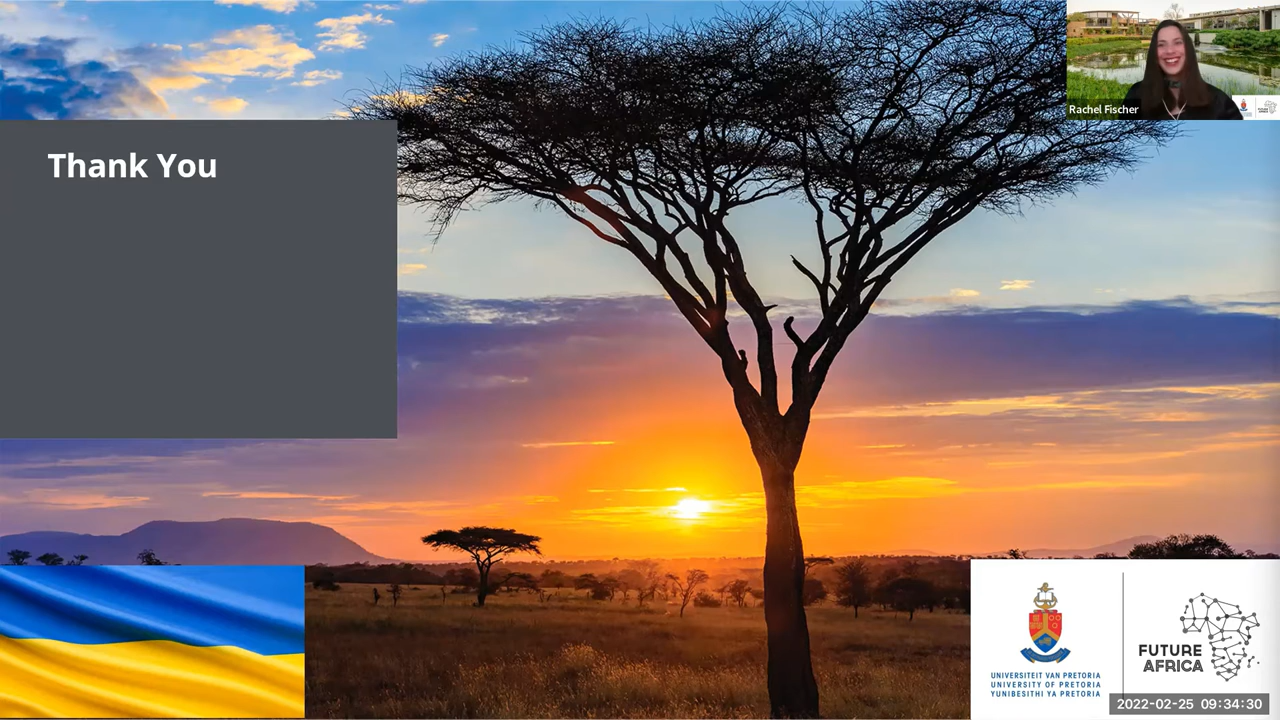 Thank You
Rachel Fischer
UNIVERSITEIT VAN PRETORIA
UNIVERSITY OF PRETORIA
YUNIBESITHI YA PRETORIA
FUTURE
AFRICA
2022-02-25 09:34:30